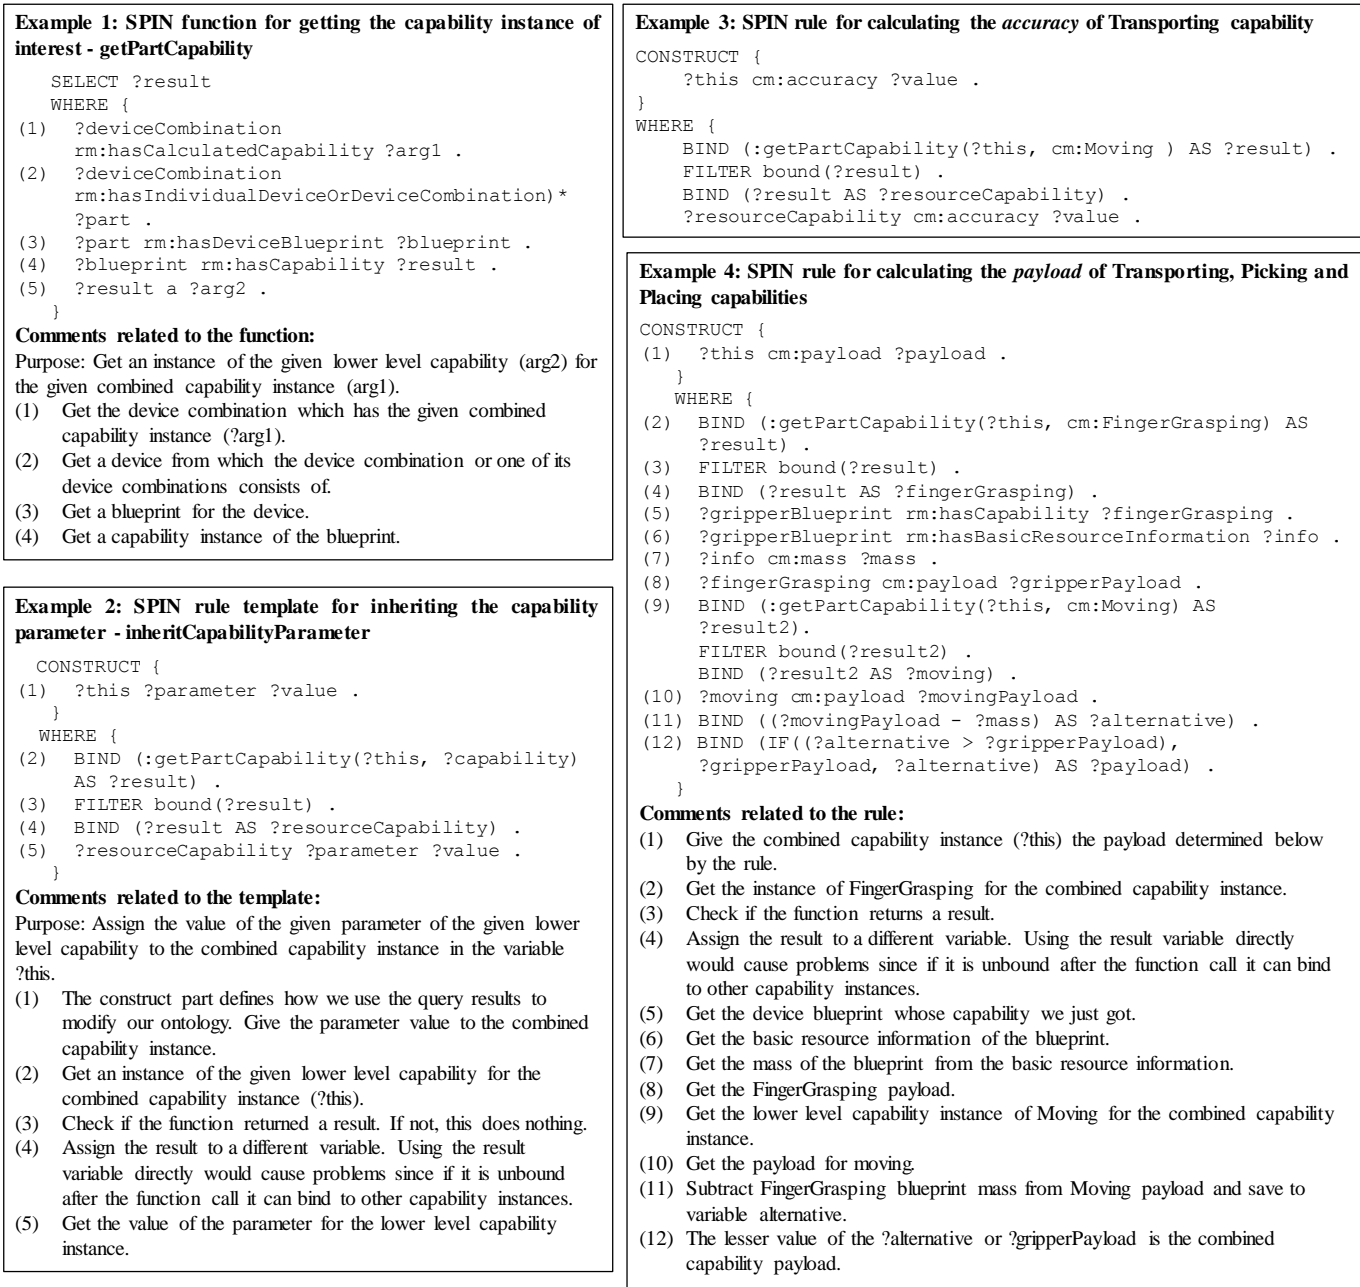 Example 1: SPIN function for getting the capability instance of
interest - getPartCapability
SELECT ?result
WHERE {
(1) ?deviceCombination
rm:hasCalculatedCapability ?arg1 .
(2) ?deviceCombination
rm:hasIndividualDeviceOrDeviceCombination)*
?part .
(3) ?part rm:hasDeviceBlueprint ?blueprint .
(4) ?blueprint rm:hasCapability ?result .
(5) ?result a ?arg2 .
}
Comments related to the function:
Purpose: Get an instance of the given lower level capability (arg2) for
the given combined capability instance (arg1).
(1) Get the device combination which has the given combined
capability instance (?arg1).
(2) Get a device from which the device combination or one of its
device combinations consists of.
(3) Get a blueprint for the device.
(4) Get a capability instance of the blueprint.
Example 2: SPIN rule template for inheriting the capability
parameter - inheritCapabilityParameter
CONSTRUCT {
(1) ?this ?parameter ?value .
}
WHERE {
(2) BIND (:getPartCapability(?this, ?capability)
AS ?result) .
(3) FILTER bound(?result) .
(4) BIND (?result AS ?resourceCapability) .
(5) ?resourceCapability ?parameter ?value .
}
Comments related to the template:
Purpose: Assign the value of the given parameter of the given lower
level capability to the combined capability instance in the variable
?this.
(1) The construct part defines how we use the query results to
modify our ontology. Give the parameter value to the combined
capability instance.
(2) Get an instance of the given lower level capability for the
combined capability instance (?this).
(3) Check if the function returned a result. If not, this does nothing.
(4) Assign the result to a different variable. Using the result
variable directly would cause problems since if it is unbound
after the function call it can bind to other capability instances.
(5) Get the value of the parameter for the lower level capability
instance.
Example 3: SPIN rule for calculating the accuracy of Transporting capability
CONSTRUCT {
?this cm:accuracy ?value .
}
WHERE {
BIND (:getPartCapability(?this, cm:Moving ) AS ?result) .
FILTER bound(?result) .
BIND (?result AS ?resourceCapability) .
?resourceCapability cm:accuracy ?value .
Example 4: SPIN rule for calculating the payload of Transporting, Picking and
Placing capabilities
CONSTRUCT {
(1) ?this cm:payload ?payload .
}
WHERE {
(2) BIND (:getPartCapability(?this, cm:FingerGrasping) AS
?result) .
(3) FILTER bound(?result) .
(4) BIND (?result AS ?fingerGrasping) .
(5) ?gripperBlueprint rm:hasCapability ?fingerGrasping .
(6) ?gripperBlueprint rm:hasBasicResourceInformation ?info .
(7) ?info cm:mass ?mass .
(8) ?fingerGrasping cm:payload ?gripperPayload .
(9) BIND (:getPartCapability(?this, cm:Moving) AS
?result2).
FILTER bound(?result2) .
BIND (?result2 AS ?moving) .
(10) ?moving cm:payload ?movingPayload .
(11) BIND ((?movingPayload - ?mass) AS ?alternative) .
(12) BIND (IF((?alternative > ?gripperPayload),
?gripperPayload, ?alternative) AS ?payload) .
}
Comments related to the rule:
(1) Give the combined capability instance (?this) the payload determined below
by the rule.
(2) Get the instance of FingerGrasping for the combined capability instance.
(3) Check if the function returns a result.
(4) Assign the result to a different variable. Using the result variable directly
would cause problems since if it is unbound after the function call it can bind
to other capability instances.
(5) Get the device blueprint whose capability we just got.
(6) Get the basic resource information of the blueprint.
(7) Get the mass of the blueprint from the basic resource information.
(8) Get the FingerGrasping payload.
(9) Get the lower level capability instance of Moving for the combined capability
instance.
(10) Get the payload for moving.
(11) Subtract FingerGrasping blueprint mass from Moving payload and save to
variable alternative.
(12) The lesser value of the ?alternative or ?gripperPayload is the combined
capability payload.